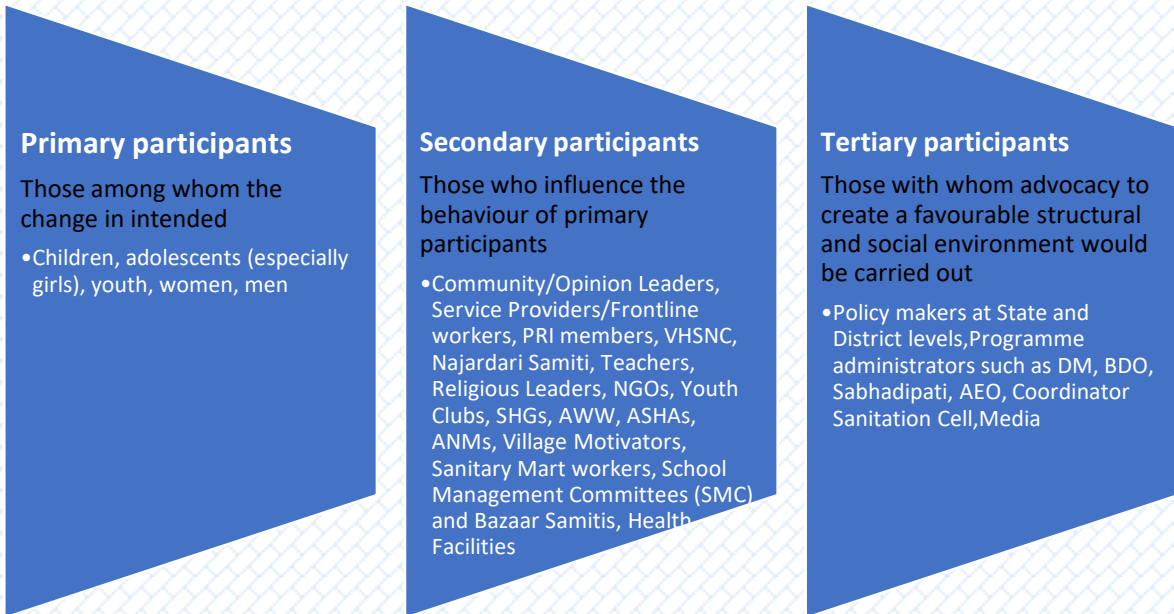 Primary participants
Those among whom the
change in intended
•Children, adolescents (especially
girls), youth, women, men
Secondary participants
Those who influence the
behaviour of primary
participants
•Community/Opinion Leaders,
Service Providers/Frontline
workers, PRI members, VHSNC,
Najardari Samiti, Teachers,
Religious Leaders, NGOs, Youth
Clubs, SHGs, AWW, ASHAs,
ANMs, Village Motivators,
Sanitary Mart workers, School
Management Committees (SMC)
and Bazaar Samitis, Health
Facilities
Tertiary participants
Those with whom advocacy to
create a favourable structural
and social environment would
be carried out
•Policy makers at State and
District levels,Programme
administrators such as DM, BDO,
Sabhadipati, AEO, Coordinator
Sanitation Cell,Media